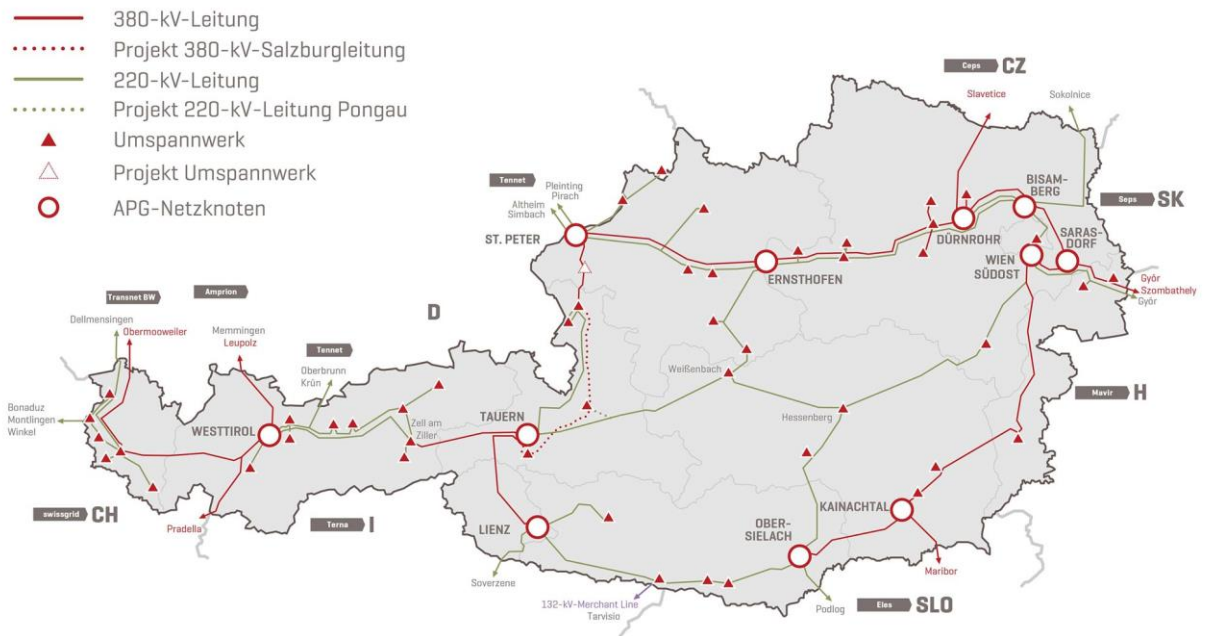 380-kV-Leitung
Projekt 380-kV-Salzburgleitung
220-kV-Leitung
Projekt 220-kV-Leitung Pongau
Umspannwerk
Projekt Umspannwerk
APG-Netzknoten
Ceps CZ
Slavetice
Sokolnice
Tennet
Pleinting
Pirach
Altheim
Simbach
ST. PETER
BISAM-
BERG
Seps SK
DÜRNROHR
SARAS-
DORF
WIEN
SÜDOST
ERNSTHOFEN
Györ
Szombathely
Györ
Transnet BW
Amprion
D
Dellmensingen
Obermooweiler
Memmingen
Leupolz
Tennet
Oberbrunn
Krün
Weißenbach
Mavir H
Bonaduz
Montlingen
Winkel
WESTTIROL
Zell am
Ziller
TAUERN
Hessenberg
swissgrid CH
Pradella
Terna I
LIENZ
OBER-
SIELACH
KAINACHTAL
Soverzene
132-kV-Merchant Line
Tarvisio
Podlog
Maribor
Eles SLO